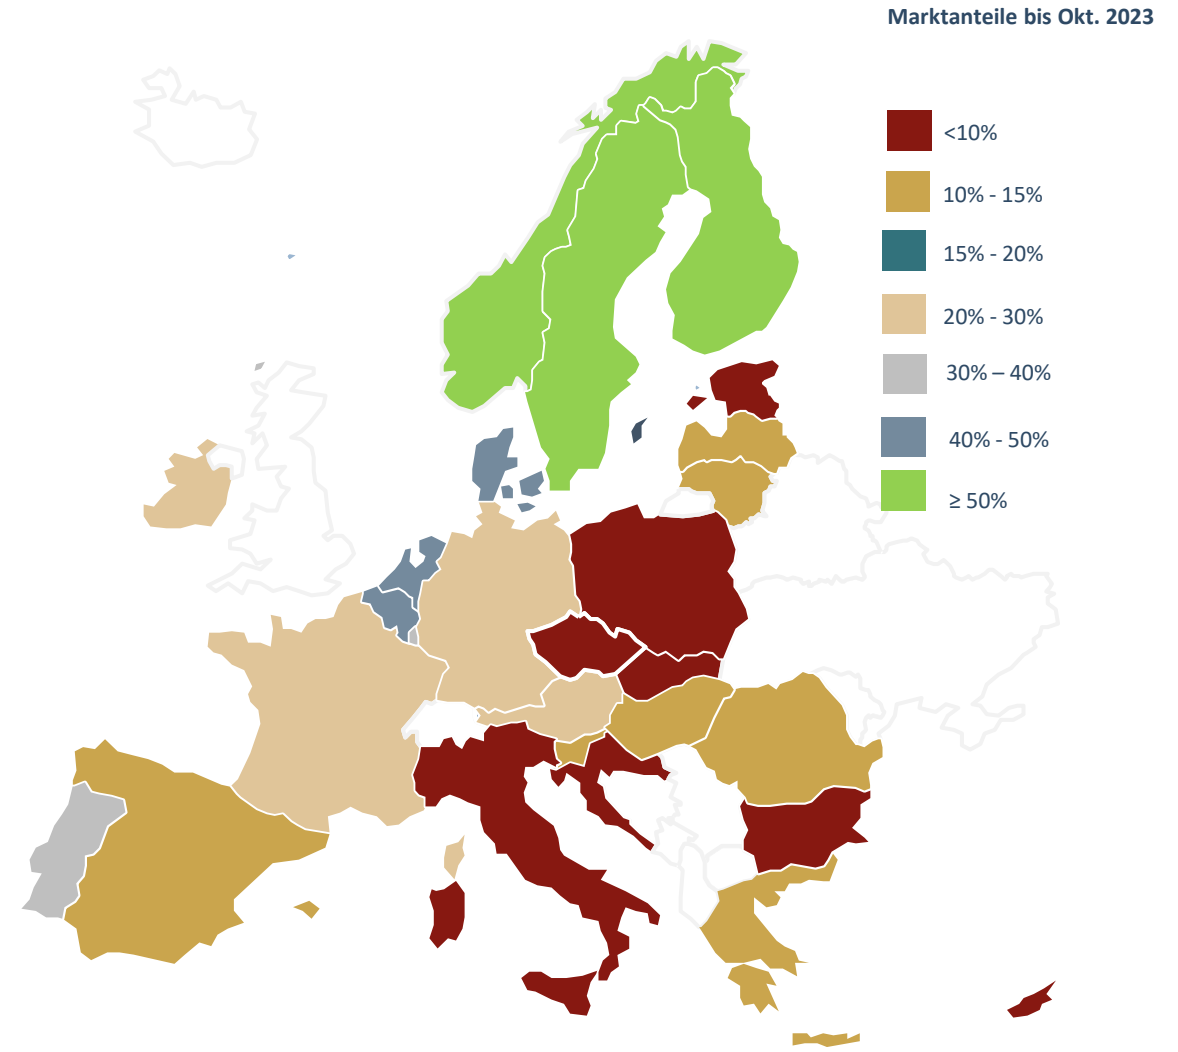 Marktanteile bis Okt. 2023
<10%
10% - 15%
15% - 20%
20% - 30%
30% – 40%
40% - 50%
≥ 50%